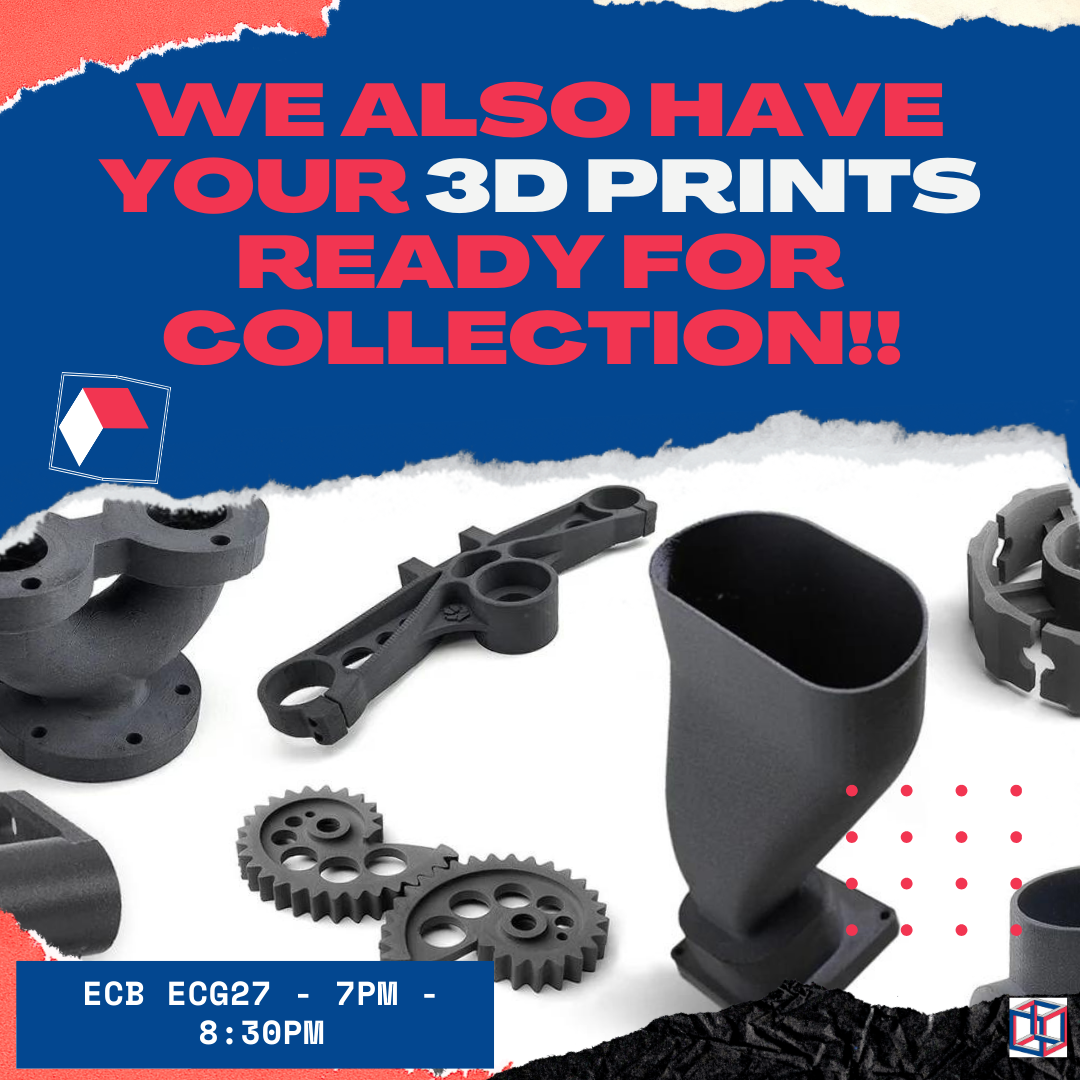 WE ALSO HAVE
YOUR 3D PRINTS
READY FOR
COLLECTION!!
ECB ECG27 - 7PM -
8:30PM